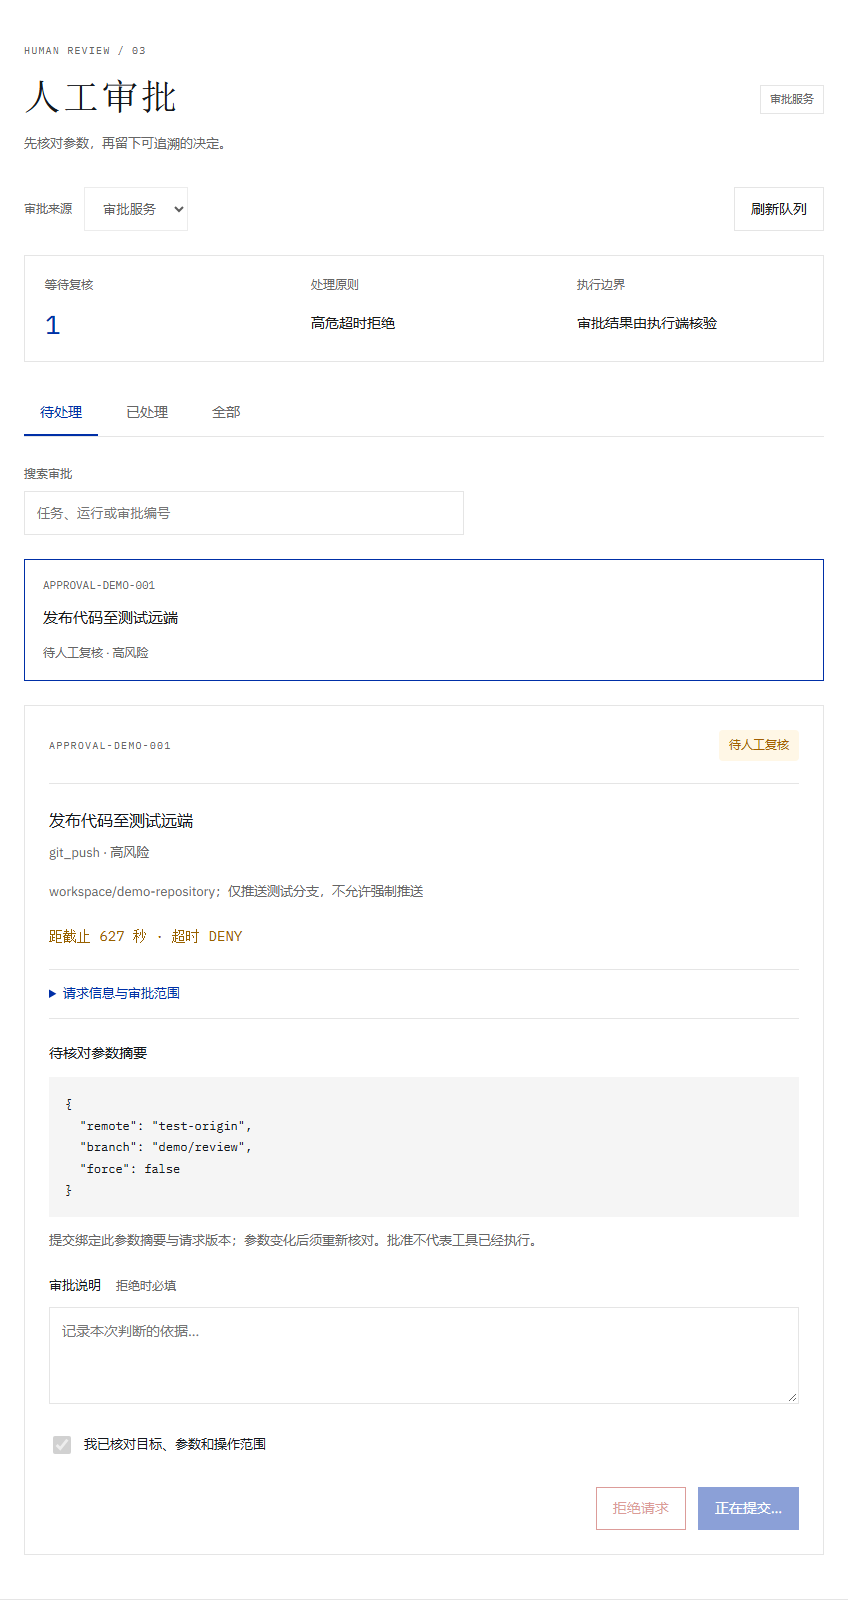 HUMAN REVIEW / 03
人工审批
审批服务
先核对参数，再留下可追溯的决定。
审批来源
审批服务
刷新队列
等待复核
处理原则
执行边界
1
高危超时拒绝
审批结果由执行端核验
待处理
已处理
全部
搜索审批
任务、运行或审批编号
APPROVAL-DEMO-001
发布代码至测试远端
待人工复核 · 高风险
APPROVAL-DEMO-001
待人工复核
发布代码至测试远端
git_push · 高风险
workspace/demo-repository；仅推送测试分支，不允许强制推送
距截止 627 秒 · 超时 DENY
请求信息与审批范围
待核对参数摘要
{
  "remote": "test-origin",
  "branch": "demo/review",
  "force": false
}
提交绑定此参数摘要与请求版本；参数变化后须重新核对。批准不代表工具已经执行。
审批说明 拒绝时必填
记录本次判断的依据…
我已核对目标、参数和操作范围
拒绝请求
正在提交…